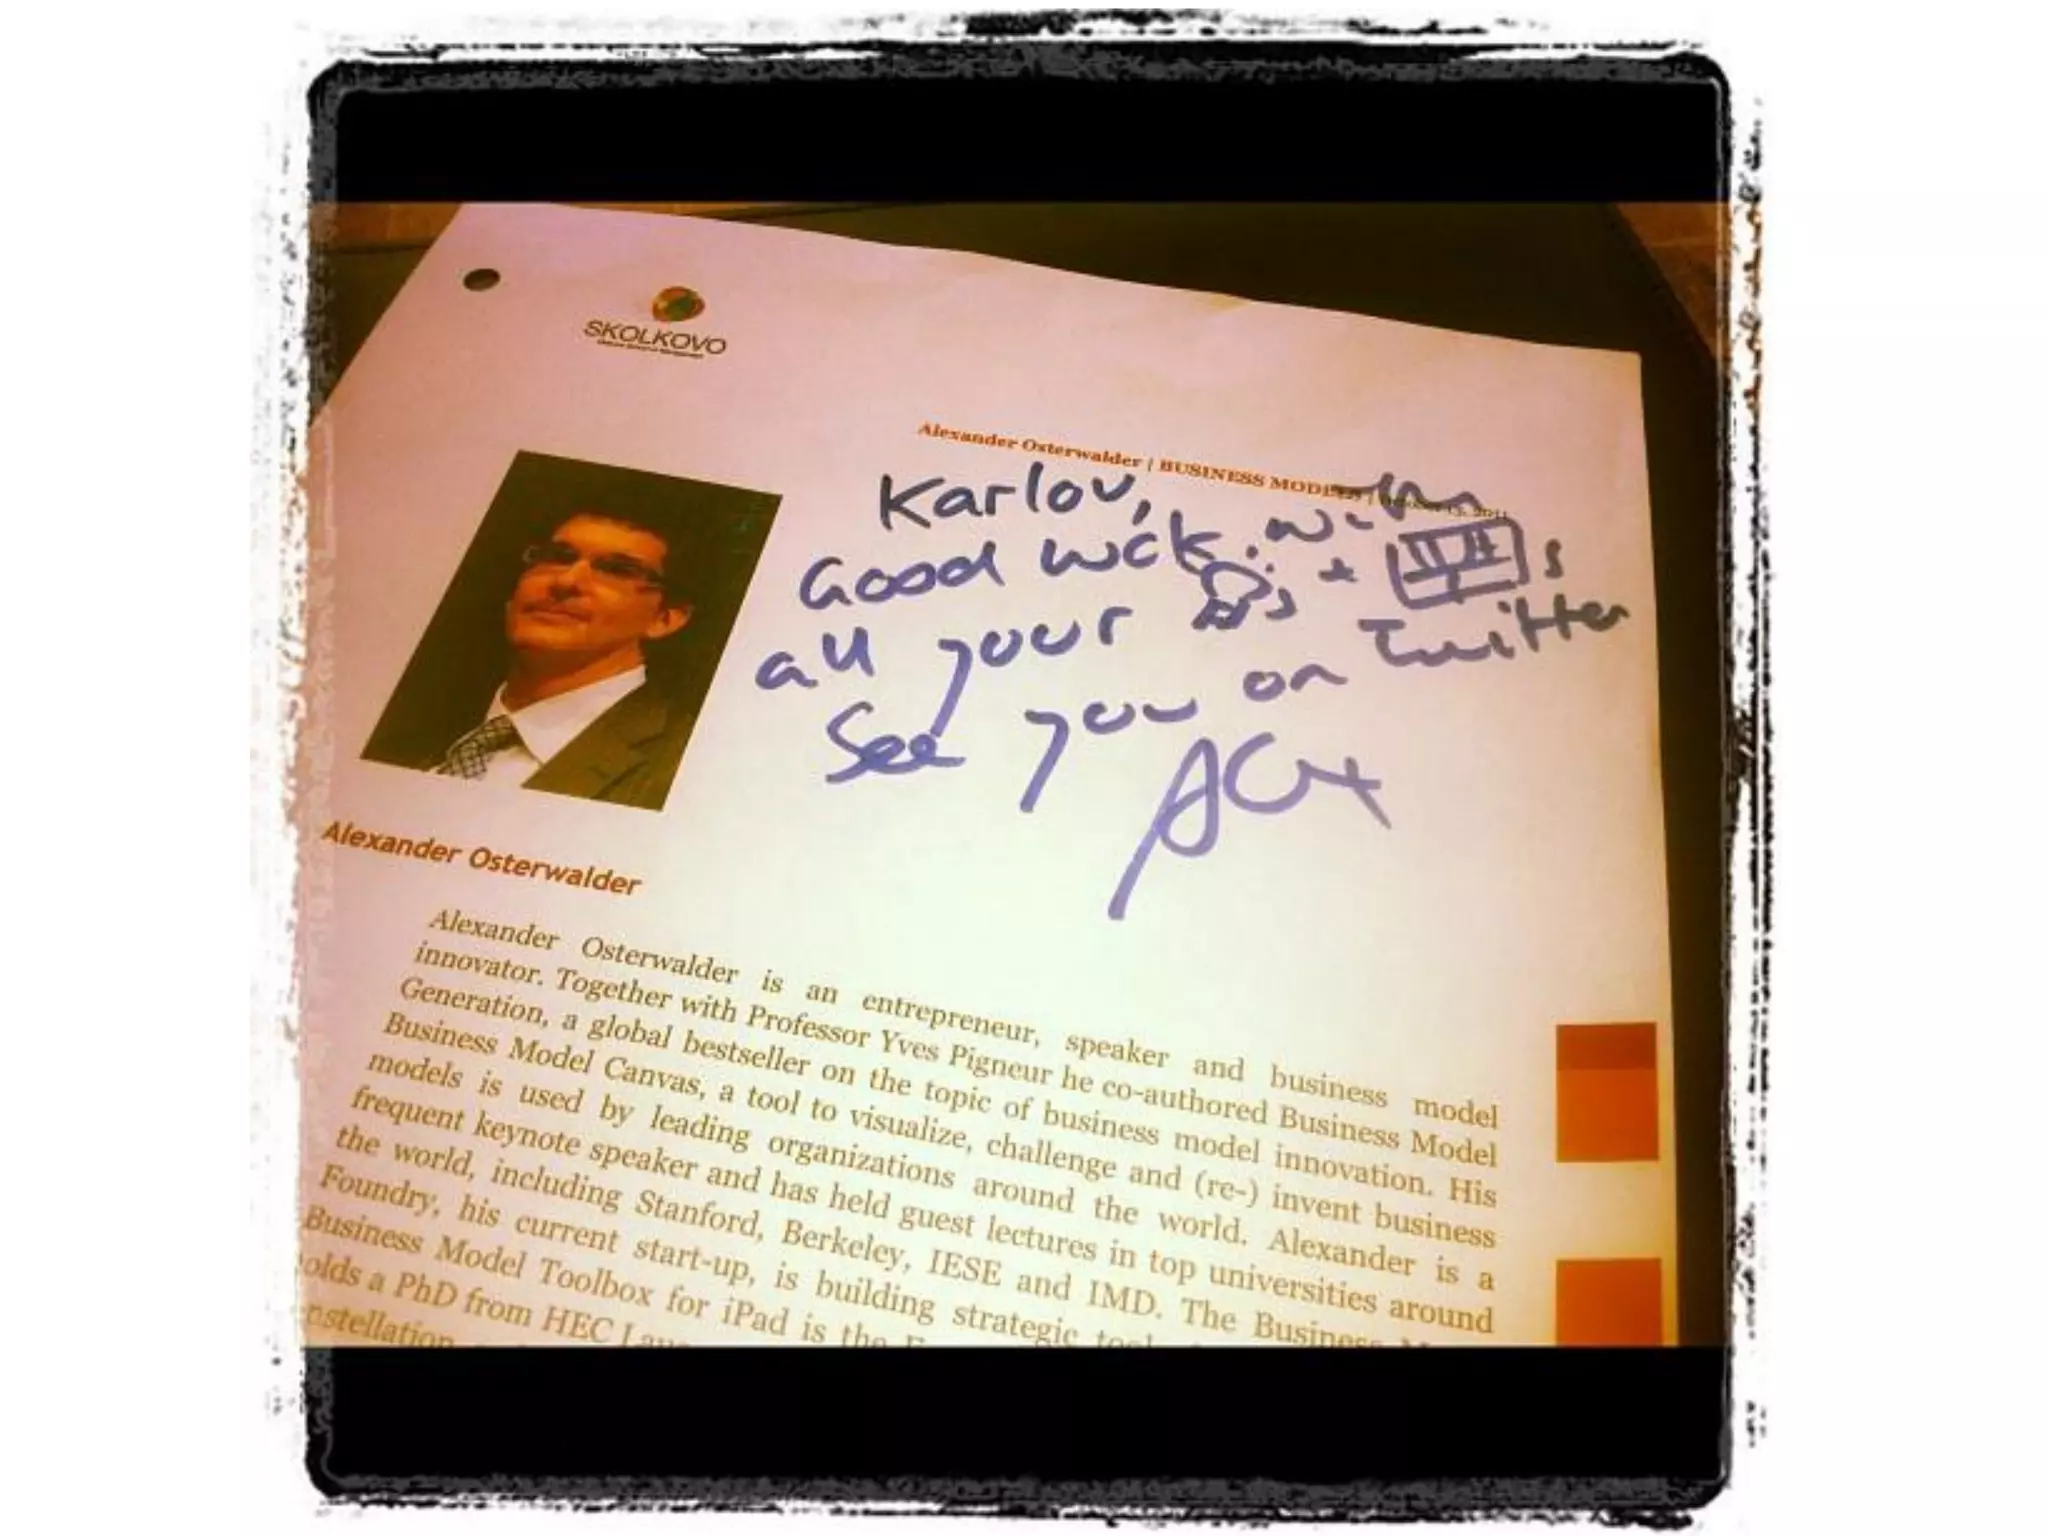 SKOLKOVO
Alexander Osterwalder | BUSINESS MODELS | 2011
Karlov,
Good luck with
all your s + s
See you on Twitter
Alexander Osterwalder
Alexander Osterwalder is an entrepreneur, speaker and business model
innovator. Together with Professor Yves Pigneur he co-authored Business Model
Generation, a global bestseller on the topic of business model innovation. His
Business Model Canvas, a tool to visualize, challenge and (re-) invent business
models is used by leading organizations around the world. Alexander is a
frequent keynote speaker and has held guest lectures in top universities around
the world, including Stanford, Berkeley, IESE and IMD. The Business
Foundry, his current start-up, is building strategic
Business Model Toolbox for iPad is the
olds a PhD from HEC